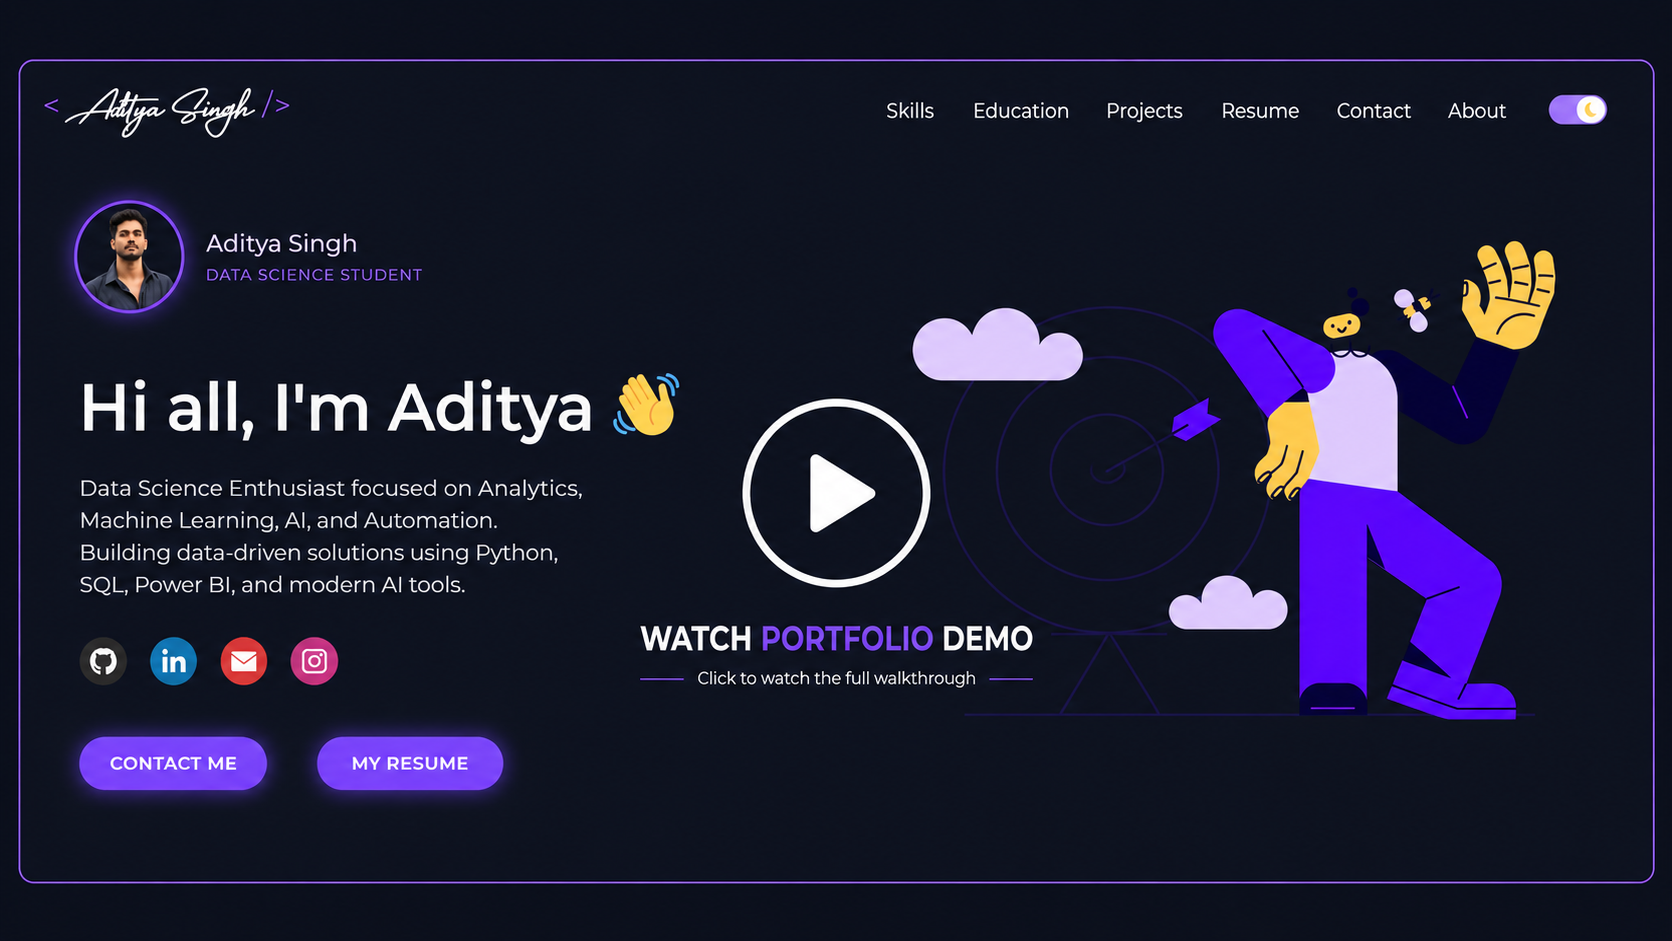 < Aditya Singh />
Skills Education Projects Resume Contact About
Aditya Singh
DATA SCIENCE STUDENT
Hi all, I'm Aditya 👋
Data Science Enthusiast focused on Analytics,
Machine Learning, AI, and Automation.
Building data-driven solutions using Python,
SQL, Power BI, and modern AI tools.
in
WATCH PORTFOLIO DEMO
Click to watch the full walkthrough
CONTACT ME
MY RESUME